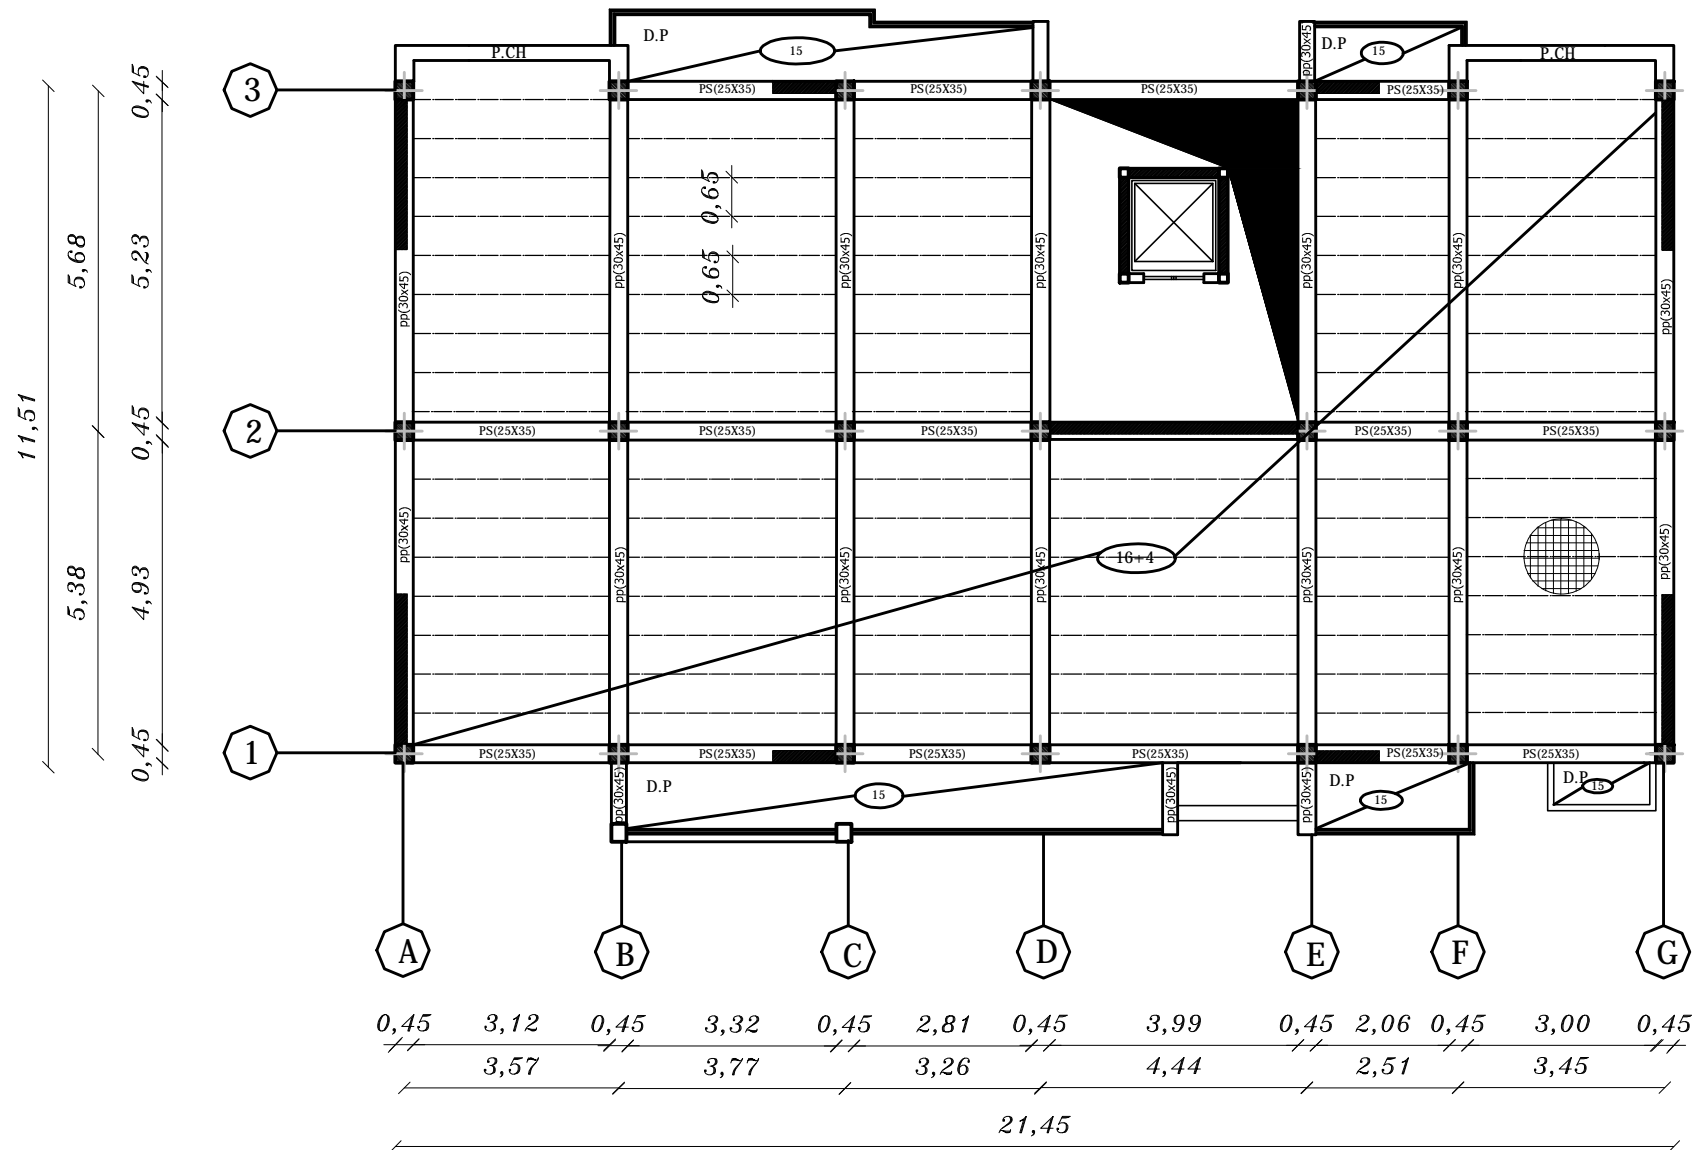 D.P
15
pp(30x45)
D.P
15
P.CH
P.CH
3
PS(25X35)
PS(25X35)
PS(25X35)
PS(25X35)
0,45
0,65
0,65
5,68
5,23
pp(30x45)
pp(30x45)
pp(30x45)
pp(30x45)
pp(30x45)
pp(30x45)
pp(30x45)
11,51
2
0,45
PS(25X35)
PS(25X35)
PS(25X35)
PS(25X35)
PS(25X35)
pp(30x45)
pp(30x45)
pp(30x45)
pp(30x45)
pp(30x45)
pp(30x45)
pp(30x45)
16+4
5,38
4,93
1
0,45
PS(25X35)
PS(25X35)
PS(25X35)
PS(25X35)
PS(25X35)
PS(25X35)
pp(30x45)
D.P
15
pp(30x45)
pp(30x45)
15
D.P
15
A
B
C
D
E
F
G
0,45 3,12 0,45 3,32 0,45 2,81 0,45 3,99 0,45 2,06 0,45 3,00 0,45
3,57 3,77 3,26 4,44 2,51 3,45
21,45